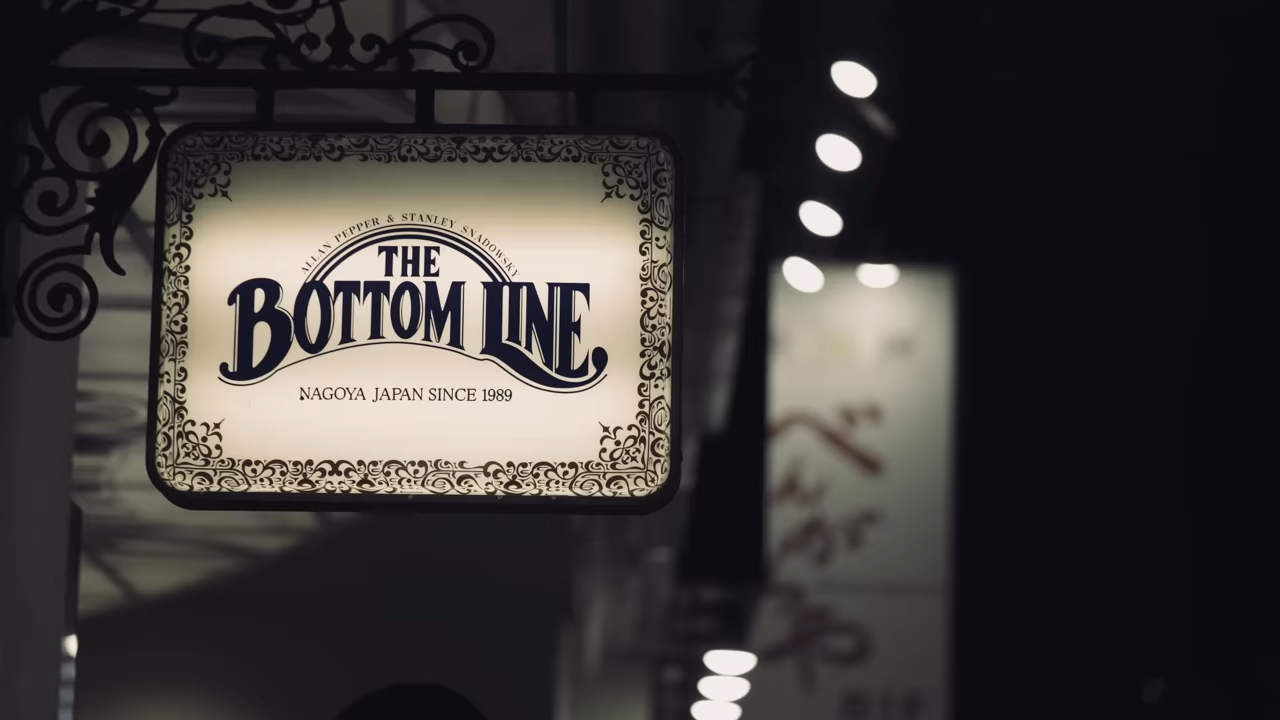 ALLAN PEPPER & STANLEY SNADOWSKY
THE
BOTTOM LINE
NAGOYA JAPAN SINCE 1989